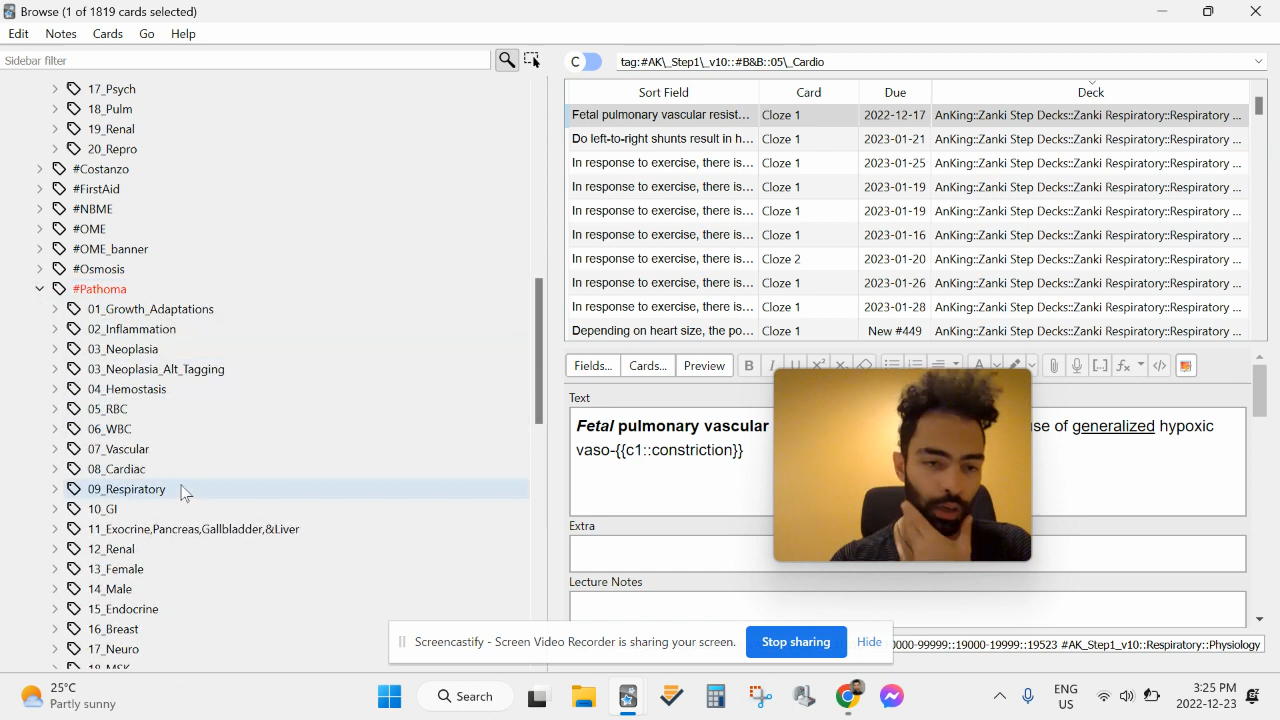 Browse (1 of 1819 cards selected)
Edit Notes Cards Go Help
Sidebar filter
C
tag:#AK\_Step1\_v10::#B&B::05\_Cardio
17_Psych
18_Pulm
19_Renal
20_Repro
#Costanzo
#FirstAid
#NBME
#OME
#OME_banner
#Osmosis
#Pathoma
01_Growth_Adaptations
02_Inflammation
03_Neoplasia
03_Neoplasia_Alt_Tagging
04_Hemostasis
05_RBC
06_WBC
07_Vascular
08_Cardiac
09_Respiratory
10_GI
11_Exocrine,Pancreas,Gallbladder,&Liver
12_Renal
13_Female
14_Male
15_Endocrine
16_Breast
17_Neuro
18_MSK
Sort Field Card Due Deck
Fetal pulmonary vascular resist... Cloze 1 2022-12-17 AnKing::Zanki Step Decks::Zanki Respiratory::Respiratory ...
Do left-to-right shunts result in h... Cloze 1 2023-01-21 AnKing::Zanki Step Decks::Zanki Respiratory::Respiratory ...
In response to exercise, there is... Cloze 1 2023-01-25 AnKing::Zanki Step Decks::Zanki Respiratory::Respiratory ...
In response to exercise, there is... Cloze 1 2023-01-19 AnKing::Zanki Step Decks::Zanki Respiratory::Respiratory ...
In response to exercise, there is... Cloze 1 2023-01-19 AnKing::Zanki Step Decks::Zanki Respiratory::Respiratory ...
In response to exercise, there is... Cloze 1 2023-01-16 AnKing::Zanki Step Decks::Zanki Respiratory::Respiratory ...
In response to exercise, there is... Cloze 2 2023-01-20 AnKing::Zanki Step Decks::Zanki Respiratory::Respiratory ...
In response to exercise, there is... Cloze 1 2023-01-26 AnKing::Zanki Step Decks::Zanki Respiratory::Respiratory ...
In response to exercise, there is... Cloze 1 2023-01-28 AnKing::Zanki Step Decks::Zanki Respiratory::Respiratory ...
Depending on heart size, the po... Cloze 1 New #449 AnKing::Zanki Step Decks::Zanki Respiratory::Respiratory ...
Fields... Cards... Preview B I U A
Text
Fetal pulmonary vascular use of generalized hypoxic
vaso-{{c1::constriction}}
Extra
Lecture Notes
Screencastify - Screen Video Recorder is sharing your screen. Stop sharing Hide
0000-99999::19000-19999::19523 #AK_Step1_v10::Respiratory::Physiology
25°C
Partly sunny
Search
ENG
US
3:25 PM
2022-12-23